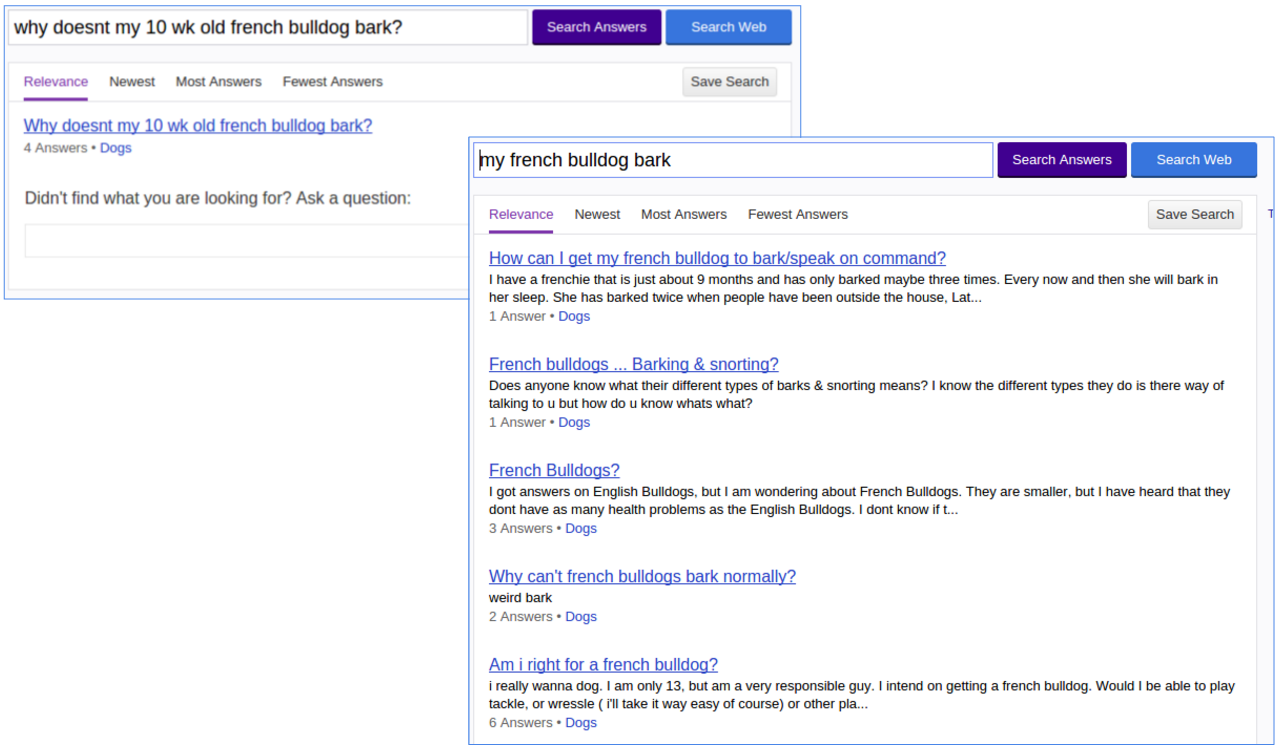 why doesnt my 10 wk old french bulldog bark?
Search Answers
Search Web
Relevance
Newest
Most Answers
Fewest Answers
Save Search
Why doesnt my 10 wk old french bulldog bark?
4 Answers • Dogs
Didn't find what you are looking for? Ask a question:
my french bulldog bark
Search Answers
Search Web
Relevance
Newest
Most Answers
Fewest Answers
Save Search
T
How can I get my french bulldog to bark/speak on command?
I have a frenchie that is just about 9 months and has only barked maybe three times. Every now and then she will bark in
her sleep. She has barked twice when people have been outside the house, Lat...
1 Answer • Dogs
French bulldogs ... Barking & snorting?
Does anyone know what their different types of barks & snorting means? I know the different types they do is there way of
talking to u but how do u know whats what?
1 Answer • Dogs
French Bulldogs?
I got answers on English Bulldogs, but I am wondering about French Bulldogs. They are smaller, but I have heard that they
dont have as many health problems as the English Bulldogs. I dont know if t...
3 Answers • Dogs
Why can't french bulldogs bark normally?
weird bark
2 Answers • Dogs
Am i right for a french bulldog?
i really wanna dog. I am only 13, but am a very responsible guy. I intend on getting a french bulldog. Would I be able to play
tackle, or wressle ( i'll take it way easy of course) or other pla...
6 Answers • Dogs